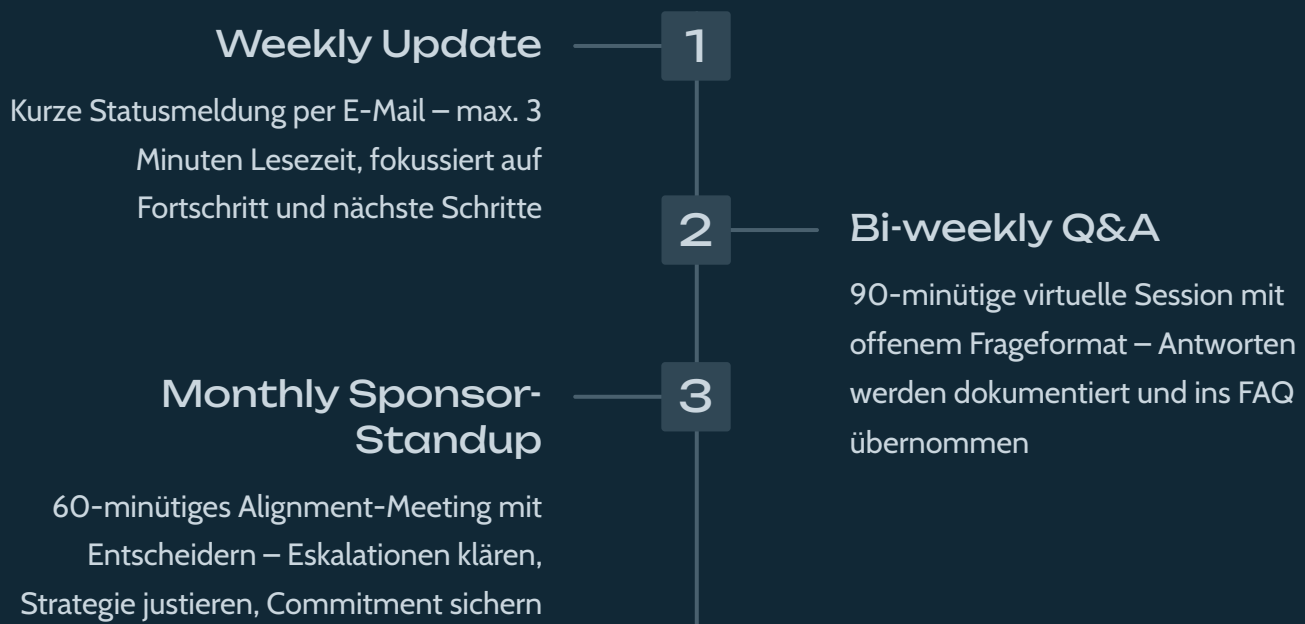 Weekly Update
1
Kurze Statusmeldung per E-Mail – max. 3
Minuten Lesezeit, fokussiert auf
Fortschritt und nächste Schritte
2
Bi-weekly Q&A
90-minütige virtuelle Session mit
offenem Frageformat – Antworten
werden dokumentiert und ins FAQ
übernommen
Monthly Sponsor-
Standup
3
60-minütiges Alignment-Meeting mit
Entscheidern – Eskalationen klären,
Strategie justieren, Commitment sichern